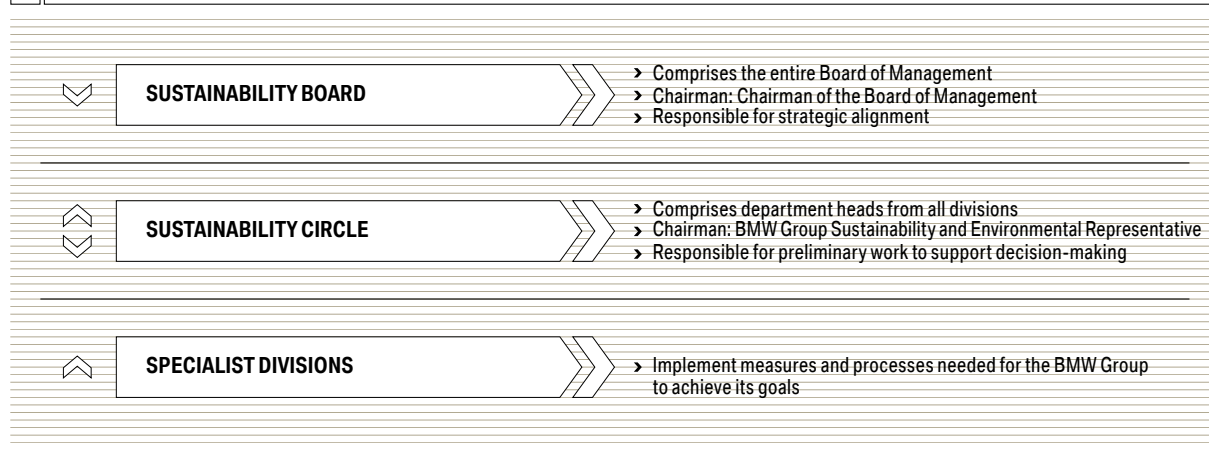 SUSTAINABILITY BOARD
› Comprises the entire Board of Management
› Chairman: Chairman of the Board of Management
› Responsible for strategic alignment
SUSTAINABILITY CIRCLE
› Comprises department heads from all divisions
› Chairman: BMW Group Sustainability and Environmental Representative
› Responsible for preliminary work to support decision-making
SPECIALIST DIVISIONS
› Implement measures and processes needed for the BMW Group
to achieve its goals